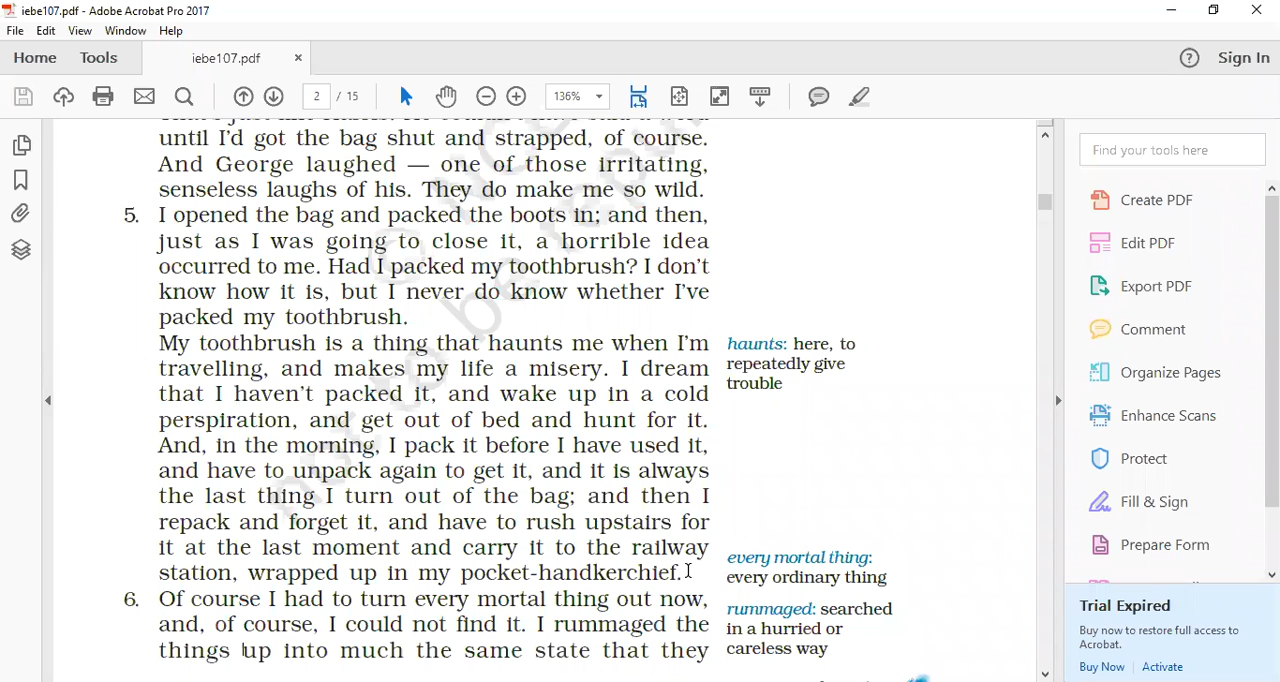 iebe107.pdf - Adobe Acrobat Pro 2017
File Edit View Window Help
Home Tools iebe107.pdf × Sign In
2 / 15 136%
until I'd got the bag shut and strapped, of course.
And George laughed — one of those irritating,
senseless laughs of his. They do make me so wild.
5. I opened the bag and packed the boots in; and then,
just as I was going to close it, a horrible idea
occurred to me. Had I packed my toothbrush? I don't
know how it is, but I never do know whether I've
packed my toothbrush.
My toothbrush is a thing that haunts me when I'm
travelling, and makes my life a misery. I dream
that I haven't packed it, and wake up in a cold
perspiration, and get out of bed and hunt for it.
And, in the morning, I pack it before I have used it,
and have to unpack again to get it, and it is always
the last thing I turn out of the bag; and then I
repack and forget it, and have to rush upstairs for
it at the last moment and carry it to the railway
station, wrapped up in my pocket-handkerchief.
6. Of course I had to turn every mortal thing out now,
and, of course, I could not find it. I rummaged the
things up into much the same state that they
haunts: here, to
repeatedly give
trouble
every mortal thing:
every ordinary thing
rummaged: searched
in a hurried or
careless way
not to be
Find your tools here
Create PDF
Edit PDF
Export PDF
Comment
Organize Pages
Enhance Scans
Protect
Fill & Sign
Prepare Form
Trial Expired
Buy now to restore full access to
Acrobat.
Buy Now Activate